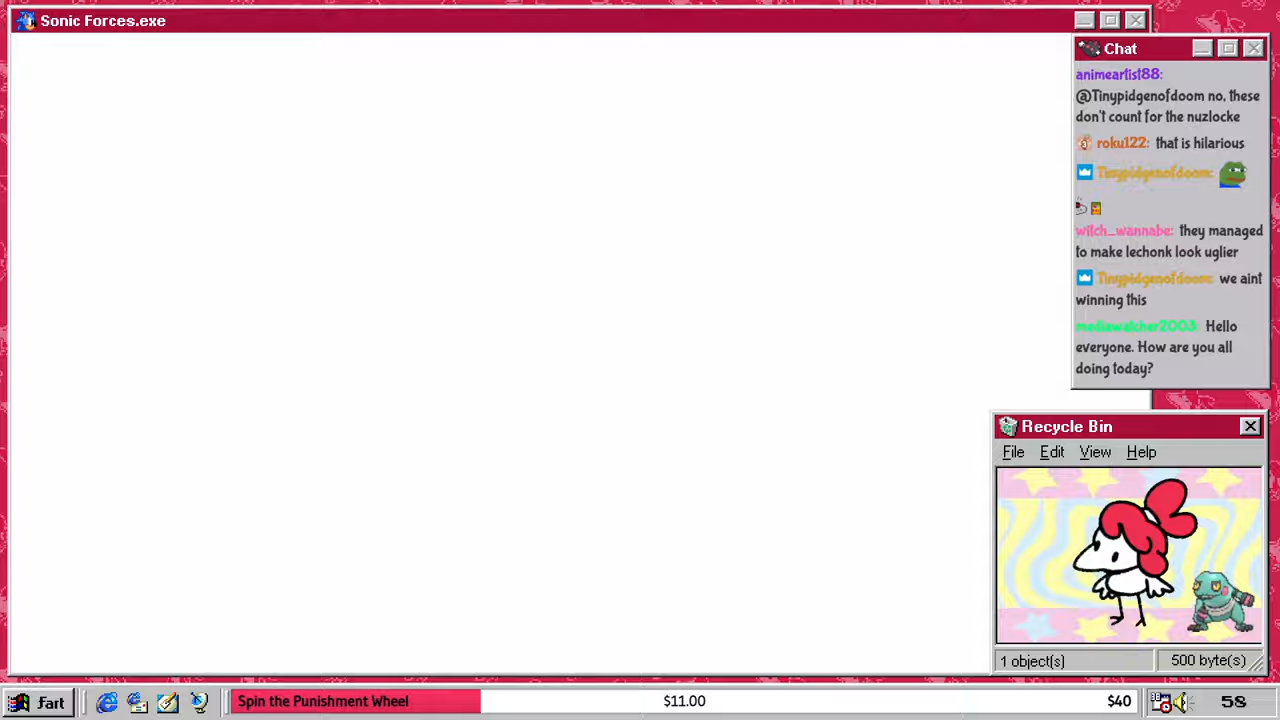 Sonic Forces.exe
Chat
animeartist88:
@Tinypidgenofdoom no, these
don't count for the nuzlocke
roku122: that is hilarious
Tinypidgenofdoom:
witch_wannabe: they managed
to make lechonk look uglier
Tinypidgenofdoom: we aint
winning this
mediawatcher2003: Hello
everyone. How are you all
doing today?
Recycle Bin
File Edit View Help
1 object(s) 500 byte(s)
fart Spin the Punishment Wheel $11.00 $40 58